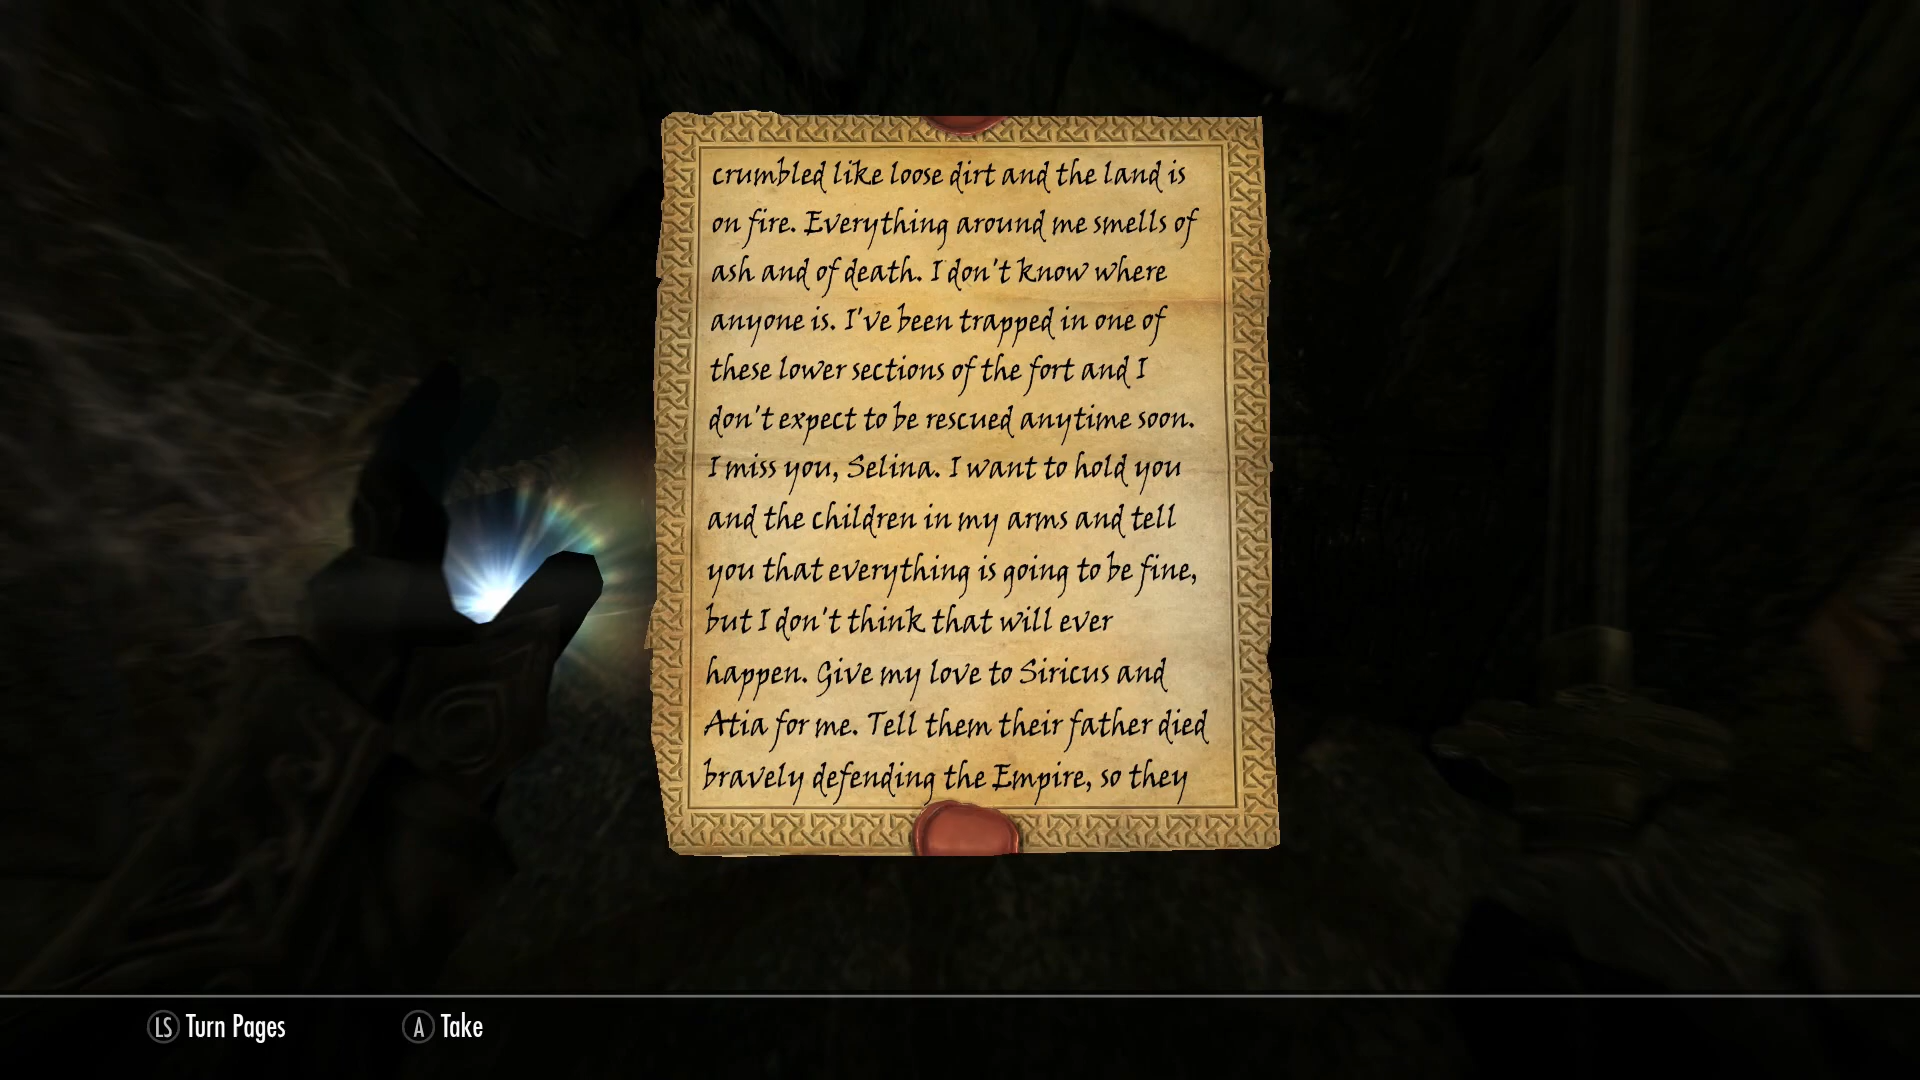 crumbled like loose dirt and the land is
on fire. Everything around me smells of
ash and of death. I don't know where
anyone is. I've been trapped in one of
these lower sections of the fort and I
don't expect to be rescued anytime soon.
I miss you, Selina. I want to hold you
and the children in my arms and tell
you that everything is going to be fine,
but I don't think that will ever
happen. Give my love to Siricus and
Atia for me. Tell them their father died
bravely defending the Empire, so they
LS Turn Pages
A Take